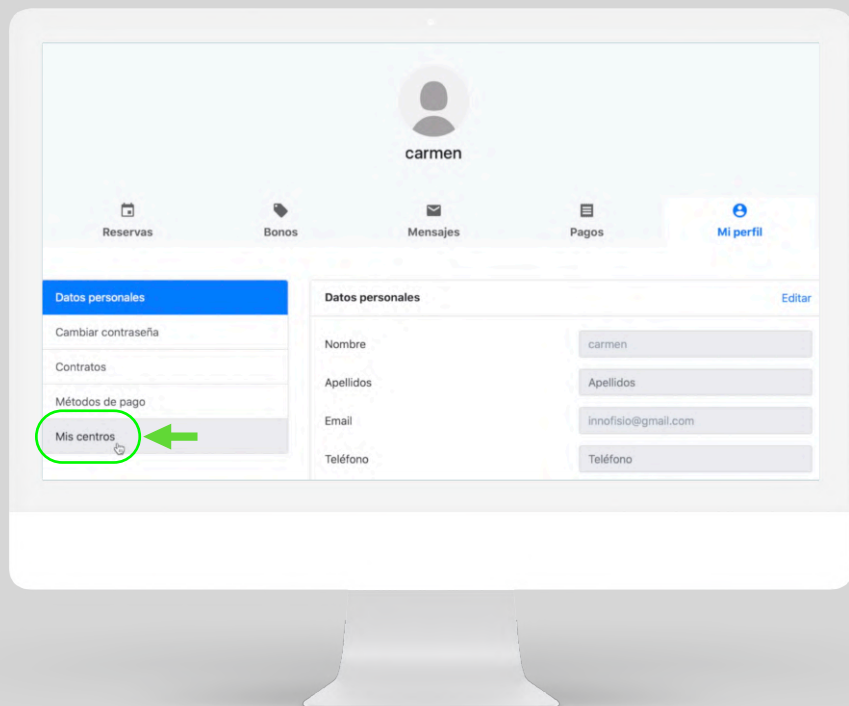 carmen
Reservas Bonos Mensajes Pagos Mi perfil
Datos personales
Cambiar contraseña
Contratos
Métodos de pago
Mis centros
Datos personales Editar
Nombre carmen
Apellidos Apellidos
Email innofisio@gmail.com
Teléfono Teléfono